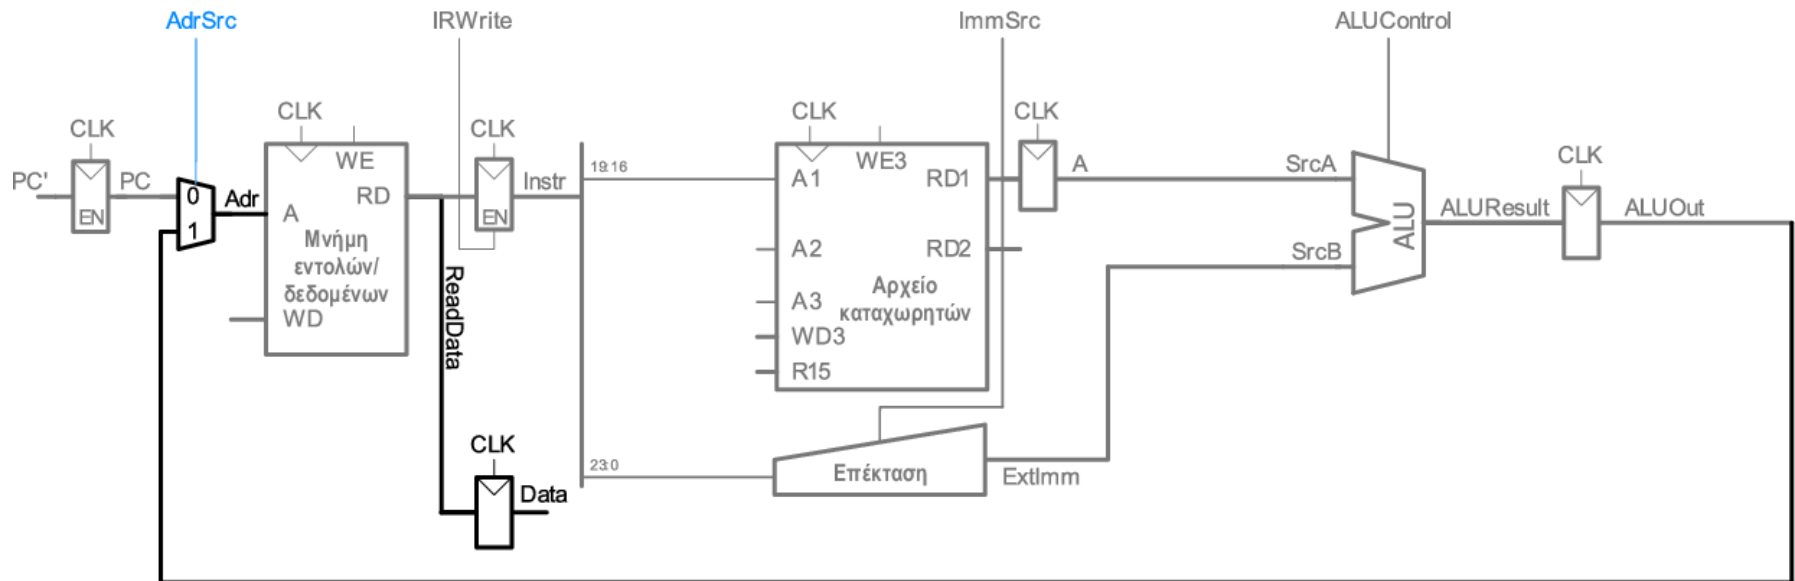 AdrSrc
IRWrite
ImmSrc
ALUControl
CLK
CLK
CLK
CLK
CLK
CLK
PC'
EN
PC
0
1
Adr
WE
RD
A
Μνήμη
εντολών/
δεδομένων
WD
EN
Instr
ReadData
19:16
A1
WE3
RD1
A2
RD2
A3
Αρχείο
καταχωρητών
WD3
R15
A
SrcA
SrcB
ALU
ALUResult
ALUOut
CLK
Data
23:0
Επέκταση
ExtImm